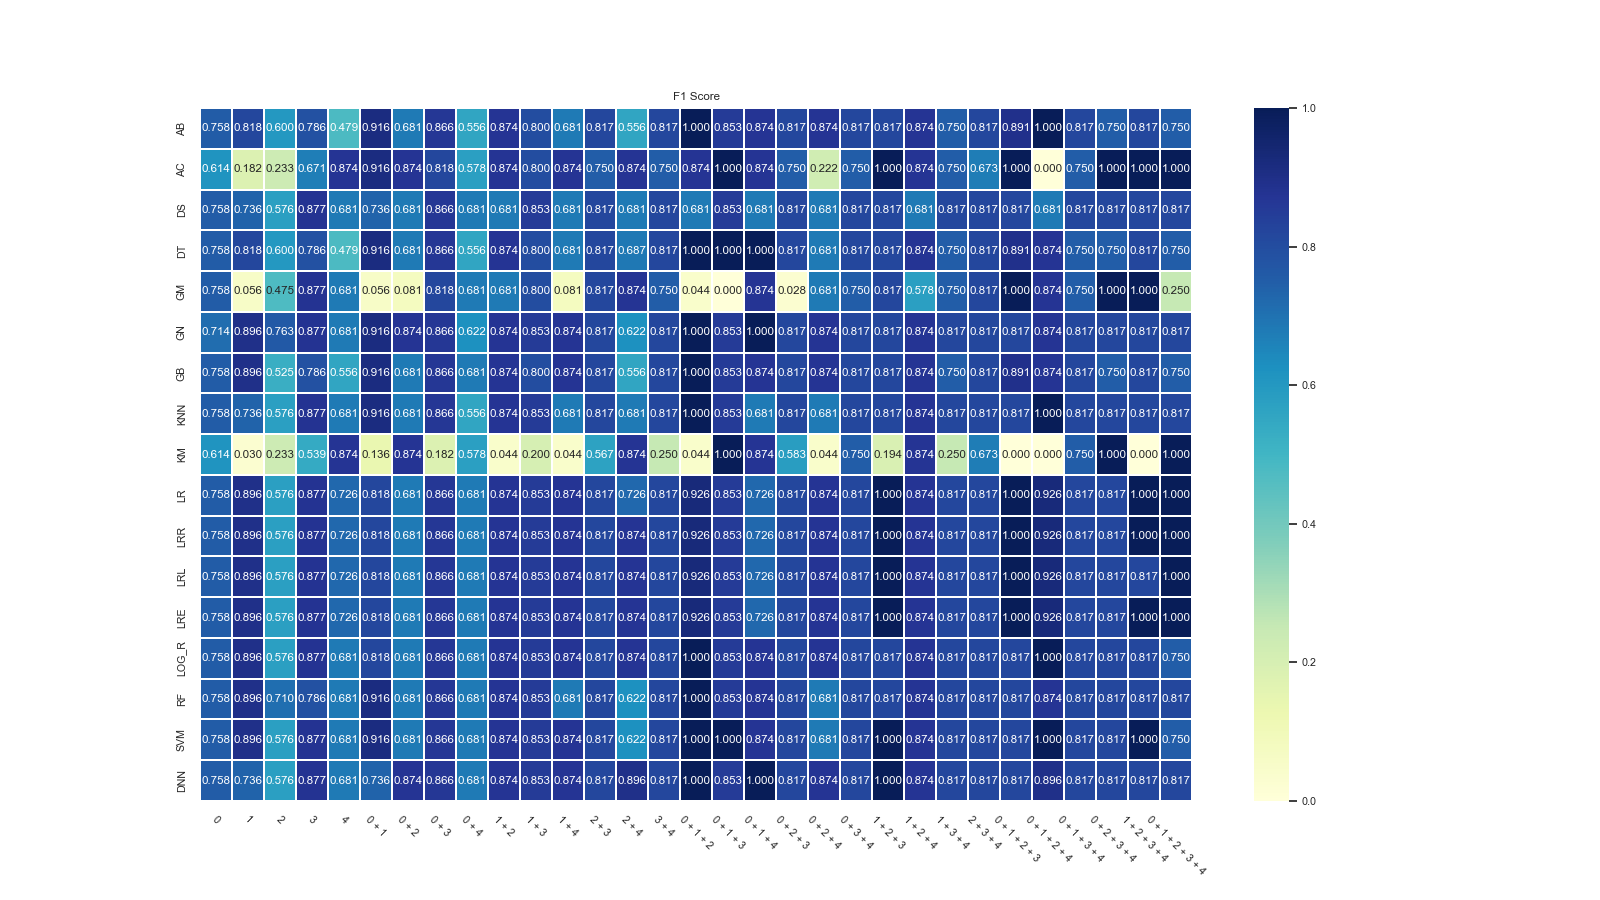 F1 Score
AB 0.758 0.818 0.600 0.786 0.479 0.916 0.681 0.866 0.556 0.874 0.800 0.681 0.817 0.556 0.817 1.000 0.853 0.874 0.817 0.874 0.817 0.817 0.874 0.750 0.817 0.891 1.000 0.817 0.750 0.817 0.750
AC 0.614 0.182 0.233 0.671 0.874 0.916 0.874 0.818 0.578 0.874 0.800 0.874 0.750 0.874 0.750 0.874 1.000 0.874 0.750 0.222 0.750 1.000 0.874 0.750 0.673 1.000 0.000 0.750 1.000 1.000 1.000
DS 0.758 0.736 0.576 0.877 0.681 0.736 0.681 0.866 0.681 0.681 0.853 0.681 0.817 0.681 0.817 0.681 0.853 0.681 0.817 0.681 0.817 0.817 0.681 0.817 0.817 0.817 0.681 0.817 0.817 0.817 0.817
DT 0.758 0.818 0.600 0.786 0.479 0.916 0.681 0.866 0.556 0.874 0.800 0.681 0.817 0.687 0.817 1.000 1.000 1.000 0.817 0.681 0.817 0.817 0.874 0.750 0.817 0.891 0.874 0.750 0.750 0.817 0.750
GM 0.758 0.056 0.475 0.877 0.681 0.056 0.081 0.818 0.681 0.681 0.800 0.081 0.817 0.874 0.750 0.044 0.000 0.874 0.028 0.681 0.750 0.817 0.578 0.750 0.817 1.000 0.874 0.750 1.000 1.000 0.250
GN 0.714 0.896 0.763 0.877 0.681 0.916 0.874 0.866 0.622 0.874 0.853 0.874 0.817 0.622 0.817 1.000 0.853 1.000 0.817 0.874 0.817 0.817 0.874 0.817 0.817 0.817 0.874 0.817 0.817 0.817 0.817
GB 0.758 0.896 0.525 0.786 0.556 0.916 0.681 0.866 0.681 0.874 0.800 0.874 0.817 0.556 0.817 1.000 0.853 0.874 0.817 0.874 0.817 0.817 0.874 0.750 0.817 0.891 0.874 0.817 0.750 0.817 0.750
KNN 0.758 0.736 0.576 0.877 0.681 0.916 0.681 0.866 0.556 0.874 0.853 0.681 0.817 0.681 0.817 1.000 0.853 0.681 0.817 0.681 0.817 0.817 0.874 0.817 0.817 0.817 1.000 0.817 0.817 0.817 0.817
KM 0.614 0.030 0.233 0.539 0.874 0.136 0.874 0.182 0.578 0.044 0.200 0.044 0.567 0.874 0.250 0.044 1.000 0.874 0.583 0.044 0.750 0.194 0.874 0.250 0.673 0.000 0.000 0.750 1.000 0.000 1.000
LR 0.758 0.896 0.576 0.877 0.726 0.818 0.681 0.866 0.681 0.874 0.853 0.874 0.817 0.726 0.817 0.926 0.853 0.726 0.817 0.874 0.817 1.000 0.874 0.817 0.817 1.000 0.926 0.817 0.817 1.000 1.000
LRR 0.758 0.896 0.576 0.877 0.726 0.818 0.681 0.866 0.681 0.874 0.853 0.874 0.817 0.874 0.817 0.926 0.853 0.726 0.817 0.874 0.817 1.000 0.874 0.817 0.817 1.000 0.926 0.817 0.817 1.000 1.000
LRL 0.758 0.896 0.576 0.877 0.726 0.818 0.681 0.866 0.681 0.874 0.853 0.874 0.817 0.874 0.817 0.926 0.853 0.726 0.817 0.874 0.817 1.000 0.874 0.817 0.817 1.000 0.926 0.817 0.817 0.817 1.000
LRE 0.758 0.896 0.576 0.877 0.726 0.818 0.681 0.866 0.681 0.874 0.853 0.874 0.817 0.874 0.817 0.926 0.853 0.726 0.817 0.874 0.817 1.000 0.874 0.817 0.817 1.000 0.926 0.817 0.817 1.000 1.000
LOG_R 0.758 0.896 0.576 0.877 0.681 0.818 0.681 0.866 0.681 0.874 0.853 0.874 0.817 0.874 0.817 1.000 0.853 0.874 0.817 0.874 0.817 0.817 0.874 0.817 0.817 0.817 1.000 0.817 0.817 0.817 0.750
RF 0.758 0.896 0.710 0.786 0.681 0.916 0.681 0.866 0.681 0.874 0.853 0.681 0.817 0.622 0.817 1.000 0.853 0.874 0.817 0.681 0.817 0.817 0.874 0.817 0.817 0.817 0.874 0.817 0.817 0.817 0.817
SVM 0.758 0.896 0.576 0.877 0.681 0.916 0.681 0.866 0.681 0.874 0.853 0.874 0.817 0.622 0.817 1.000 1.000 0.874 0.817 0.681 0.817 1.000 0.874 0.817 0.817 0.817 1.000 0.817 0.817 1.000 0.750
DNN 0.758 0.736 0.576 0.877 0.681 0.736 0.874 0.866 0.681 0.874 0.853 0.874 0.817 0.896 0.817 1.000 0.853 1.000 0.817 0.874 0.817 1.000 0.874 0.817 0.817 0.817 0.896 0.817 0.817 0.817 0.817
0
1
2
3
4
0 + 1
0 + 2
0 + 3
0 + 4
1 + 2
1 + 3
1 + 4
2 + 3
2 + 4
3 + 4
0 + 1 + 2
0 + 1 + 3
0 + 1 + 4
0 + 2 + 3
0 + 2 + 4
0 + 3 + 4
1 + 2 + 3
1 + 2 + 4
1 + 3 + 4
2 + 3 + 4
0 + 1 + 2 + 3
0 + 1 + 2 + 4
0 + 1 + 3 + 4
0 + 2 + 3 + 4
1 + 2 + 3 + 4
0 + 1 + 2 + 3 + 4
1.0
0.8
0.6
0.4
0.2
0.0